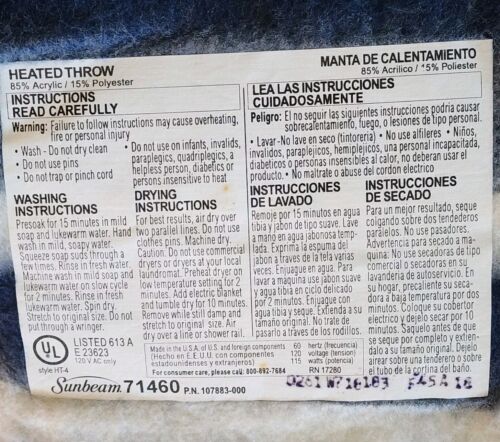 HEATED THROW
85% Acrylic / 15% Polyester
INSTRUCTIONS
READ CAREFULLY
Warning: Failure to follow instructions may cause overheating,
fire or personal injury
• Wash - Do not dry clean
• Do not use pins
• Do not trap or pinch cord
• Do not use on infants, invalids,
paraplegics, quadriplegics, a
helpless person, diabetics or
persons insensitive to heat
WASHING
INSTRUCTIONS
Presoak for 15 minutes in mild
soap and lukewarm water. Hand
wash in mild, soapy water.
Squeeze soap suds through a
few times. Rinse in fresh water.
Machine wash in mild soap and
lukewarm water on slow cycle
for 2 minutes. Rinse in fresh
lukewarm water. Spin dry.
Stretch to original size. Do not
put through a wringer.
DRYING
INSTRUCTIONS
For best results, air dry over
two parallel lines. Do not use
clothes pins. Machine dry.
Caution: Do not use commercial
dryers or dryers at your local
laundromat. Preheat dryer on
low temperature setting for 2
minutes. Add electric blanket
and tumble dry for 10 minutes.
Remove while still damp and
stretch to original size. Air
dry over a line or shower rail.
MANTA DE CALENTAMIENTO
85% Acrilico / 15% Poliester
LEA LAS INSTRUCCIONES
CUIDADOSAMENTE
Peligro: El no seguir las siguientes instrucciones podría causar
sobrecalentamiento, fuego, o lesiones de tipo personal.
• Lavar-No lave en seco (tintoreria) • No use alfileres • Niños,
invalidos, paraplejicos, hemiplejicos, una personal incapacitada,
diabeticos o personas insensibles al calor, no deberan usar el
producto. • No maltrate o abuse del cordon electrico
INSTRUCCIONES
DE LAVADO
Remoje por 15 minutos en agua
tibia y jabon de tipo suave. Lave
a mano en agua jabonosa temp-
lada. Exprima la espuma del
jabon a traves de la tela varias
veces. Enjuague en agua. Para
lavar a maquina use jabon suave
y agua tibia en ciclo delicado
por 2 minutos. Enjuague con
agua tibia y seque. Extienda a su
tamaño original. No tratar de
pasarlo a traves de los rodillos.
INSTRUCCIONES
DE SECADO
Para un mejor resultado, seque
colgando sobre dos tendederos
paralelos. No use pasadores.
Advertencia para secado a maq-
uina: No use secadoras de tipo
comercial o secadoras en su
lavanderia de autoservicio. En
su hogar, precaliente su secad-
ora a baja temperatura por dos
minutos. Coloque su cobertor
electrico y dejelo secar por
10 minutos. Saquelo antes de
que se seque por completo y
extiendalo a su tamaño original.
Dejelo secar sobre un tendedero o sobre
el tubo de la cortina del baño.
UL
LISTED 613 A
E 23623
120 V AC only
style HT-4
Made in the U.S.A. of U.S. and foreign components
(Hecho en E.E.U.U. con componentes
estadounidenses y extranjeros)
60 hertz (frecuencia)
120 voltage (tension)
115 watts (potencia)
For consumer care, please call: 800-892-7684
RN 17280
Sunbeam 71460 P.N. 107883-000